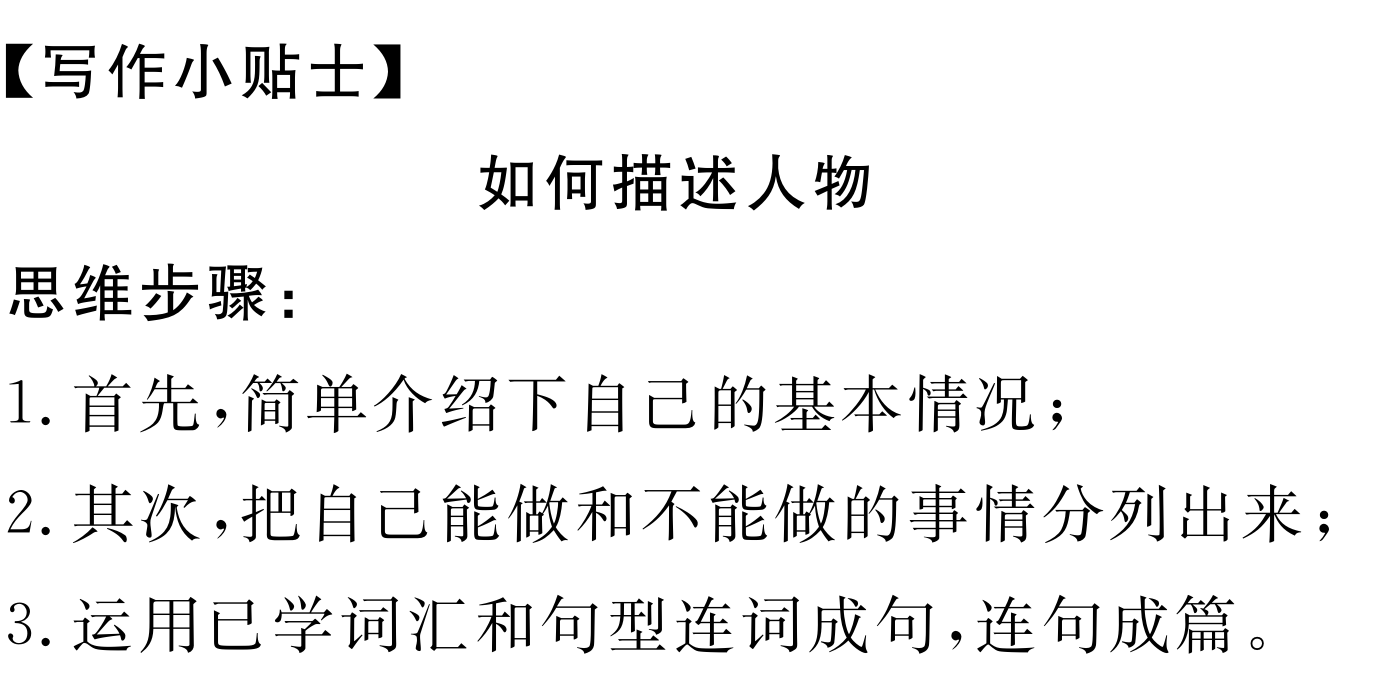 【写作小贴士】
如何描述人物
思维步骤：
1. 首先，简单介绍下自己的基本情况；
2. 其次，把自己能做和不能做的事情分列出来；
3. 运用已学词汇和句型连词成句，连句成篇。